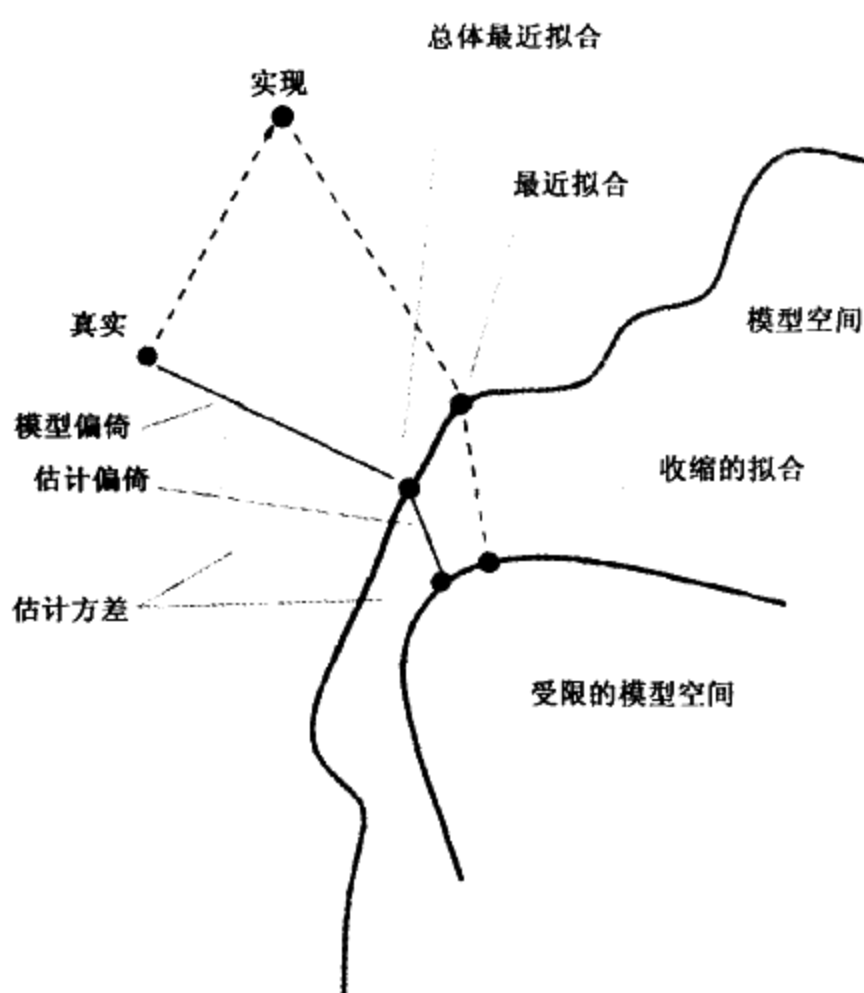 总体最近拟合
实现
最近拟合
真实
模型空间
模型偏倚
收缩的拟合
估计偏倚
估计方差
受限的模型空间